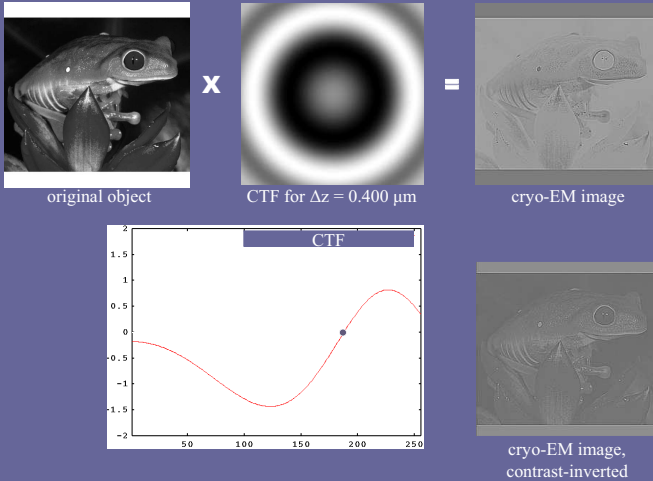 x
=
original object
CTF for Δz = 0.400 μm
cryo-EM image
CTF
2
1.5
1
0.5
0
-0.5
-1
-1.5
-2
50
100
150
200
250
cryo-EM image,
contrast-inverted